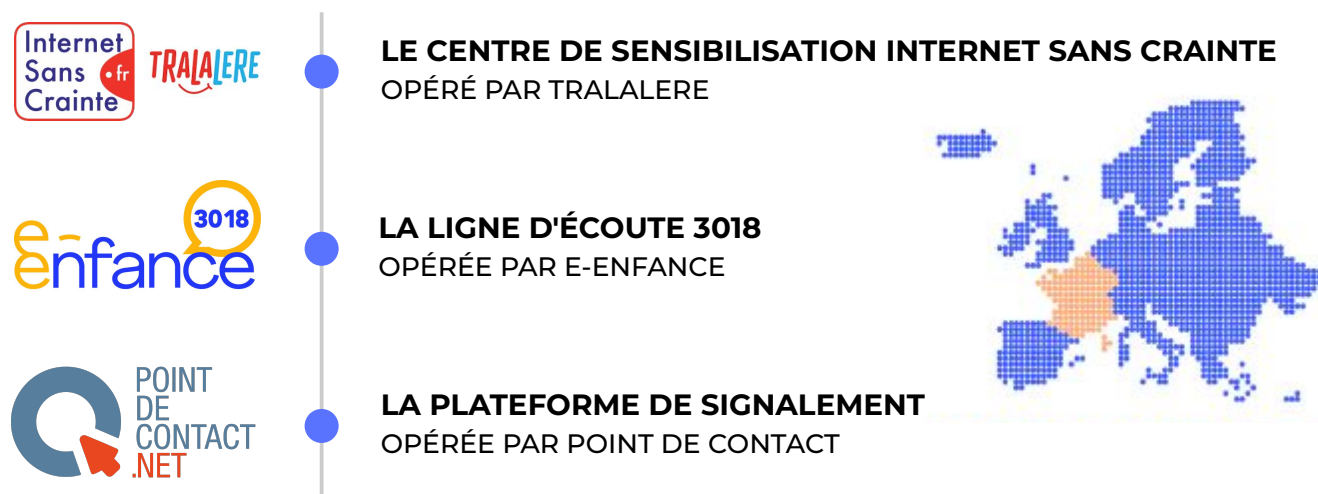 Internet
Sans .fr
Crainte
TRALALERE
LE CENTRE DE SENSIBILISATION INTERNET SANS CRAINTE
OPÉRÉ PAR TRALALERE
3018
e-enfance
LA LIGNE D'ÉCOUTE 3018
OPÉRÉE PAR E-ENFANCE
POINT
DE
CONTACT
.NET
LA PLATEFORME DE SIGNALEMENT
OPÉRÉE PAR POINT DE CONTACT